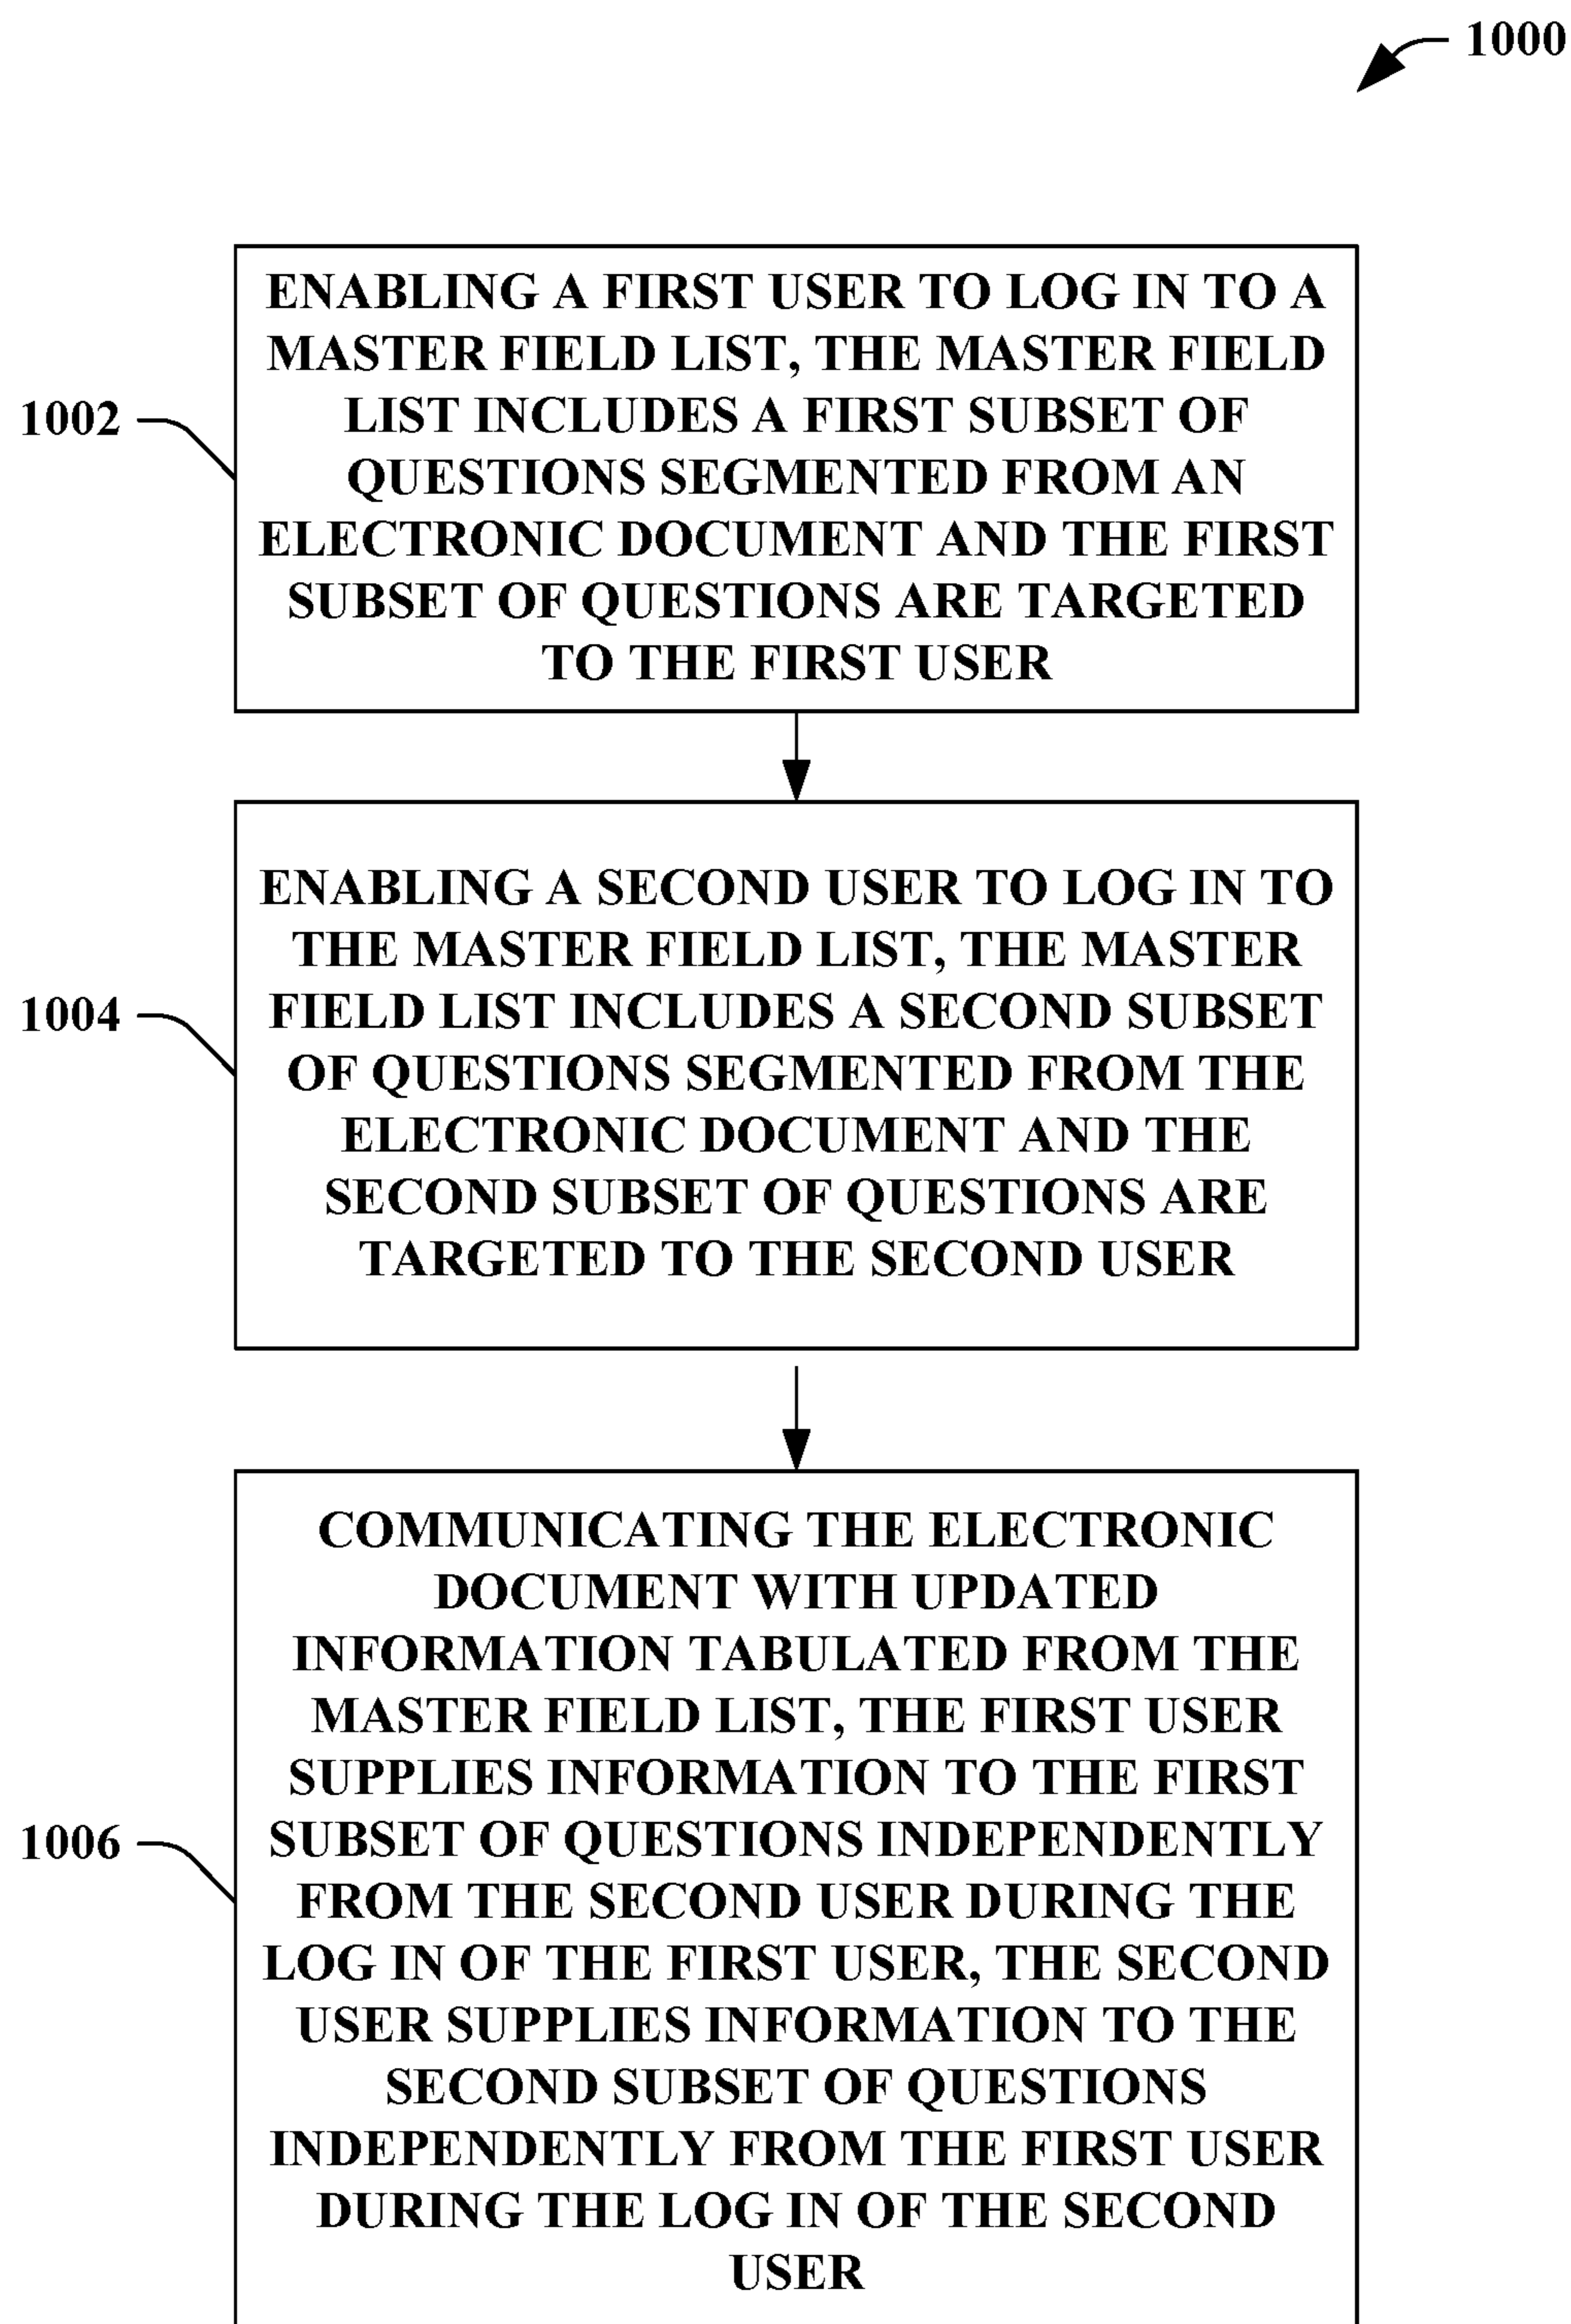 1000
1002
ENABLING A FIRST USER TO LOG IN TO A
MASTER FIELD LIST, THE MASTER FIELD
LIST INCLUDES A FIRST SUBSET OF
QUESTIONS SEGMENTED FROM AN
ELECTRONIC DOCUMENT AND THE FIRST
SUBSET OF QUESTIONS ARE TARGETED
TO THE FIRST USER
1004
ENABLING A SECOND USER TO LOG IN TO
THE MASTER FIELD LIST, THE MASTER
FIELD LIST INCLUDES A SECOND SUBSET
OF QUESTIONS SEGMENTED FROM THE
ELECTRONIC DOCUMENT AND THE
SECOND SUBSET OF QUESTIONS ARE
TARGETED TO THE SECOND USER
1006
COMMUNICATING THE ELECTRONIC
DOCUMENT WITH UPDATED
INFORMATION TABULATED FROM THE
MASTER FIELD LIST, THE FIRST USER
SUPPLIES INFORMATION TO THE FIRST
SUBSET OF QUESTIONS INDEPENDENTLY
FROM THE SECOND USER DURING THE
LOG IN OF THE FIRST USER, THE SECOND
USER SUPPLIES INFORMATION TO THE
SECOND SUBSET OF QUESTIONS
INDEPENDENTLY FROM THE FIRST USER
DURING THE LOG IN OF THE SECOND
USER